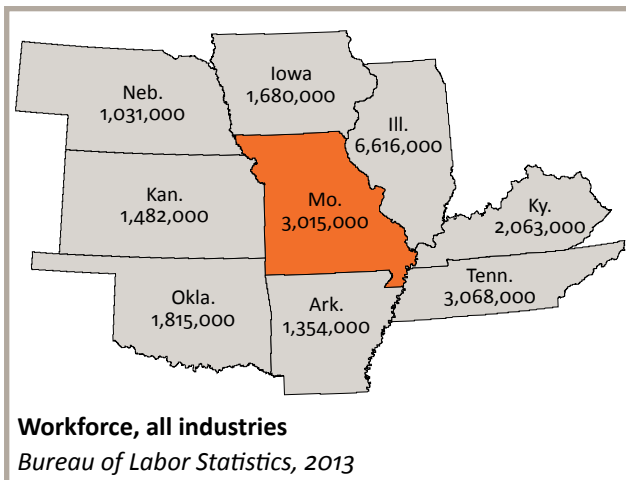 Iowa
1,680,000
Neb.
1,031,000
Ill.
6,616,000
Kan.
1,482,000
Mo.
3,015,000
Ky.
2,063,000
Tenn.
3,068,000
Okla.
1,815,000
Ark.
1,354,000
Workforce, all industries
Bureau of Labor Statistics, 2013